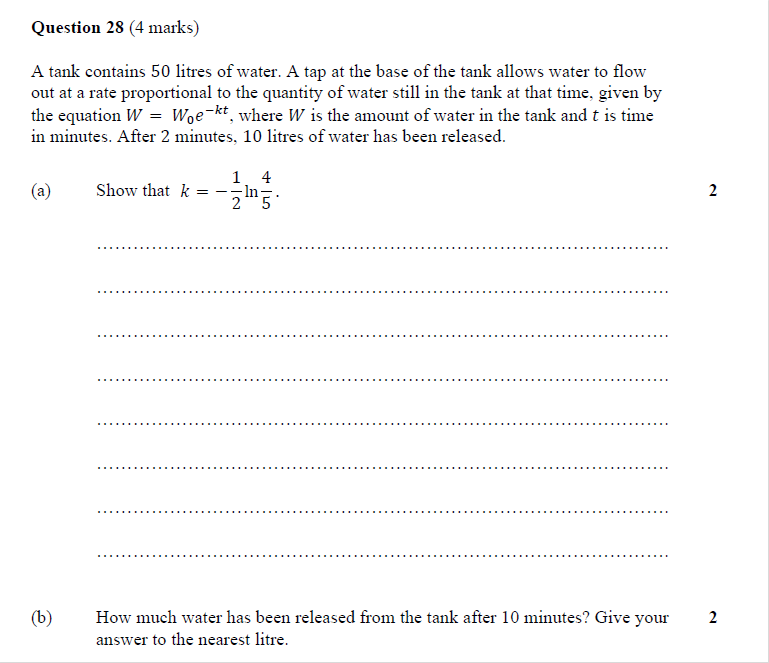 Question 28 (4 marks)
A tank contains 50 litres of water. A tap at the base of the tank allows water to flow
out at a rate proportional to the quantity of water still in the tank at that time, given by
the equation W = W₀e⁻ᵏᵗ, where W is the amount of water in the tank and t is time
in minutes. After 2 minutes, 10 litres of water has been released.
(a) Show that k = −1/2 ln 4/5 . 2
(b) How much water has been released from the tank after 10 minutes? Give your 2
answer to the nearest litre.